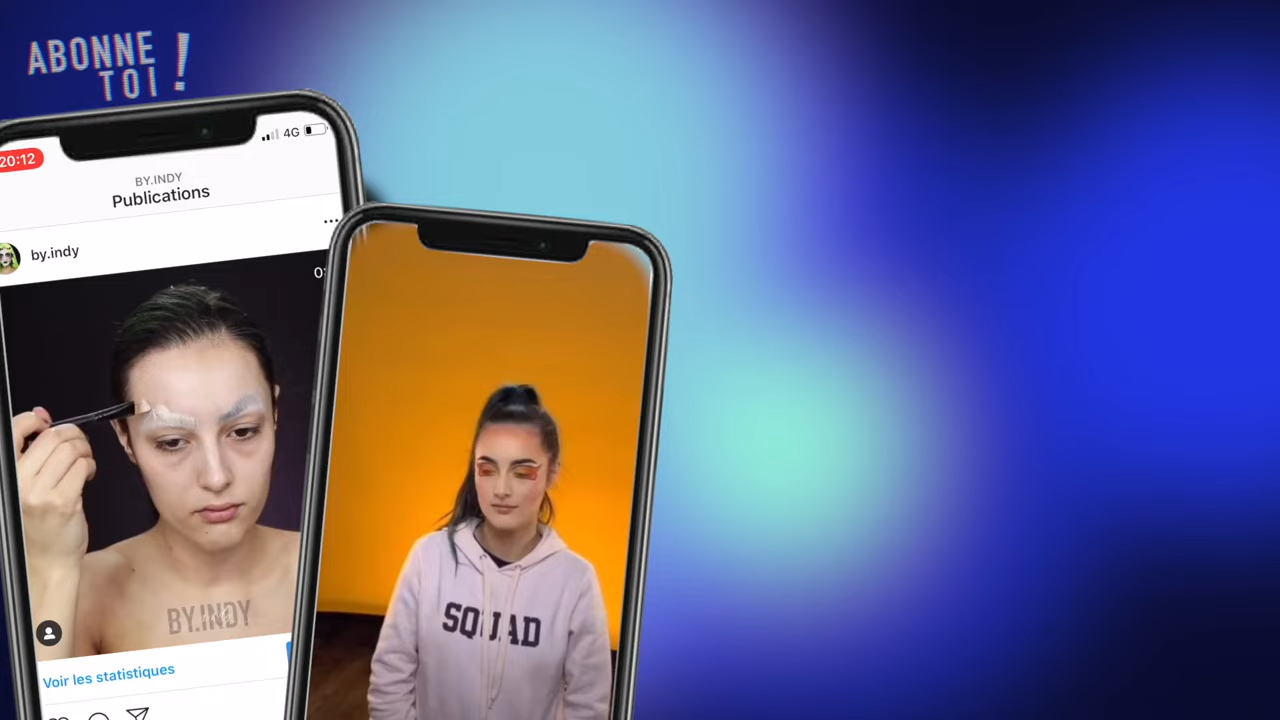 ABONNE
TOI !
20:12
4G
BY.INDY
Publications
by.indy
BY.INDY
Voir les statistiques
SQUAD